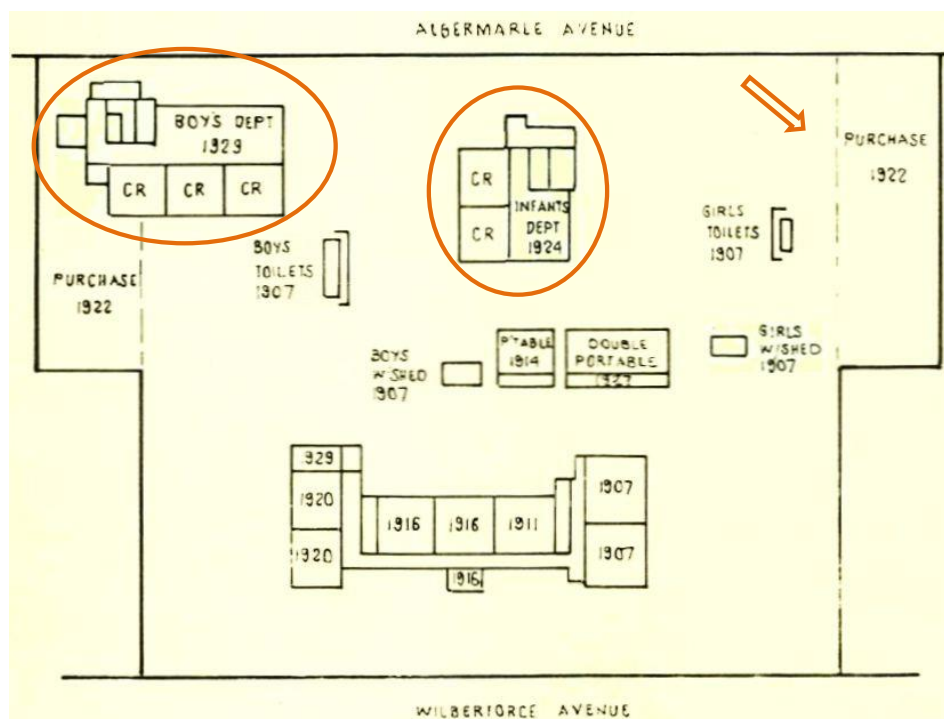 ALBERMARLE AVENUE
BOY'S DEPT
1929
CR CR CR
CR
CR
INFANTS
DEPT
1924
PURCHASE
1922
GIRLS
TOILETS
1907
BOYS
TOILETS
1907
PURCHASE
1922
BOYS
W/SHED
1907
P'TABLE
1914
DOUBLE
PORTABLE
1927
GIRLS
W/SHED
1907
1929
1920
1920
1916 1916 1911
1916
1907
1907
WILBERFORCE AVENUE